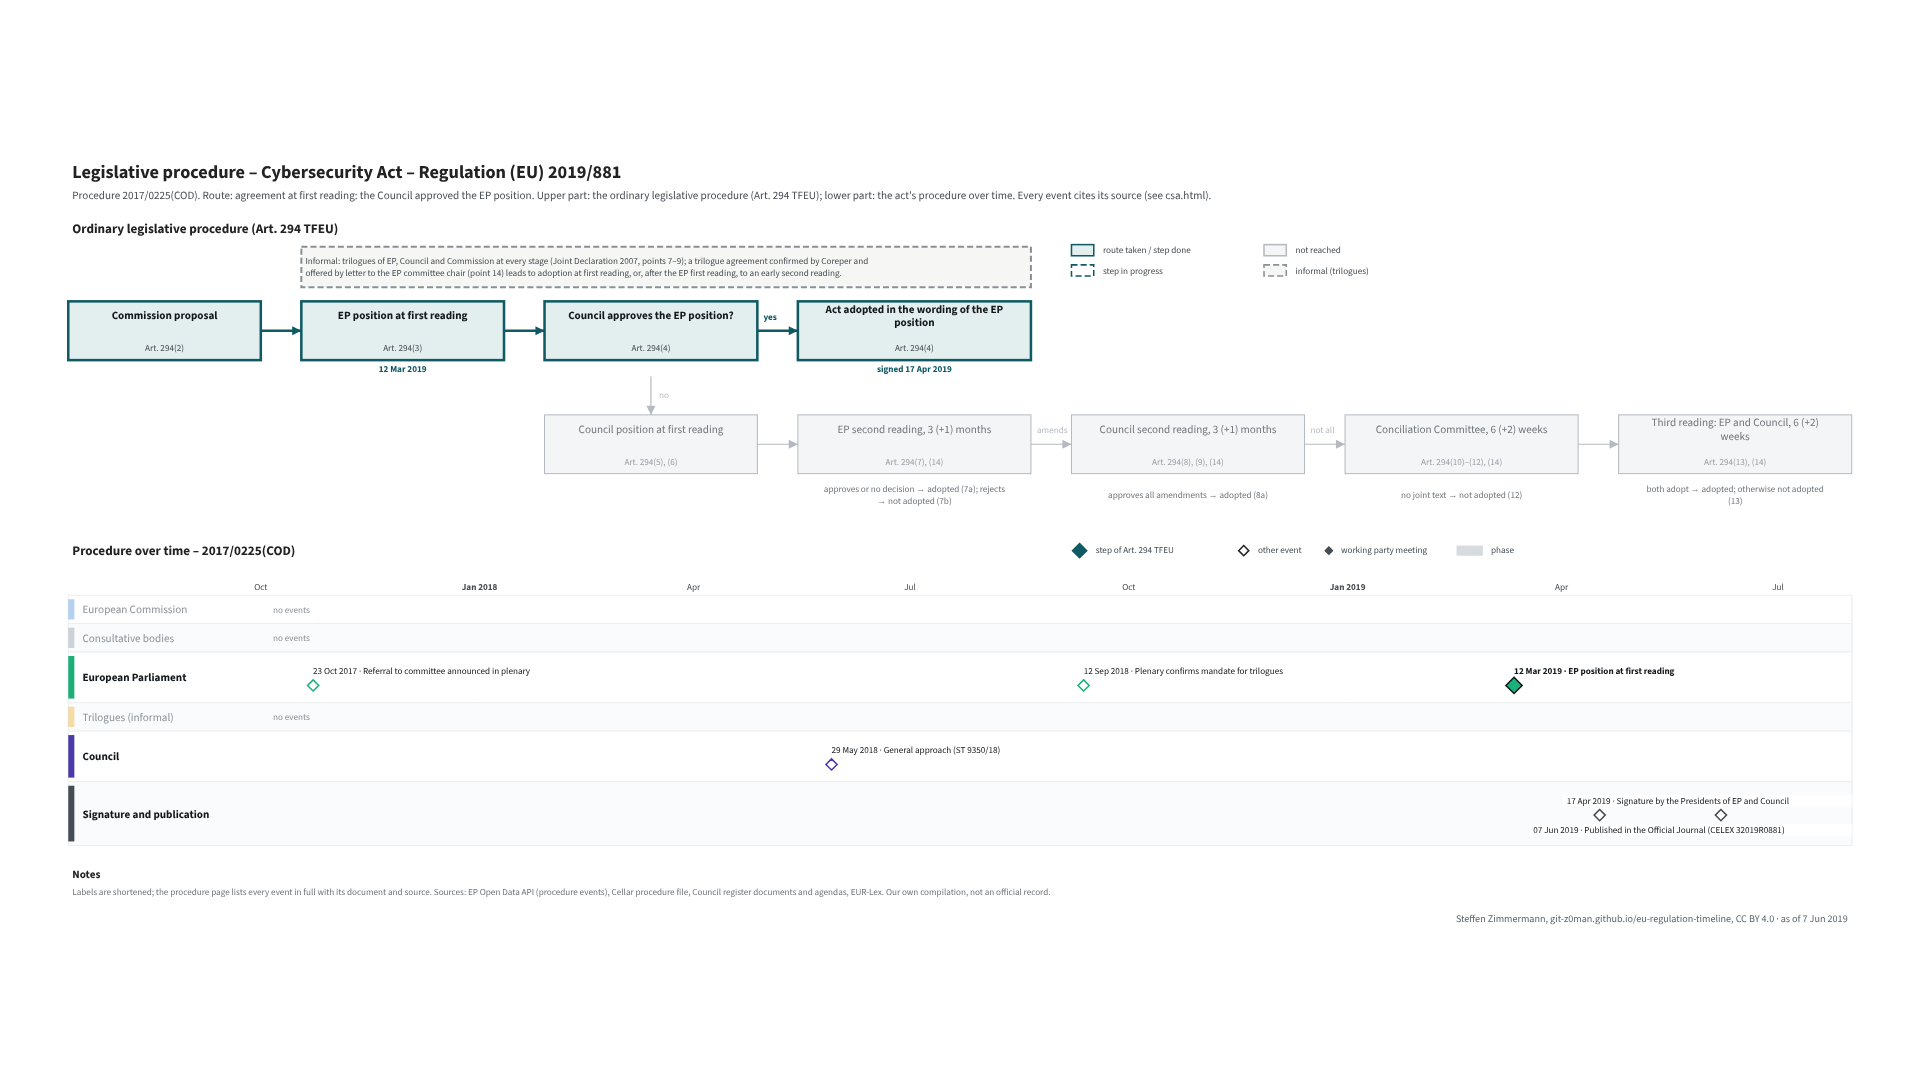 Legislative procedure – Cybersecurity Act – Regulation (EU) 2019/881
Procedure 2017/0225(COD). Route: agreement at first reading: the Council approved the EP position. Upper part: the ordinary legislative procedure (Art. 294 TFEU); lower part: the act's procedure over time. Every event cites its source (see csa.html).
Ordinary legislative procedure (Art. 294 TFEU)
Informal: trilogues of EP, Council and Commission at every stage (Joint Declaration 2007, points 7–9); a trilogue agreement confirmed by Coreper and
offered by letter to the EP committee chair (point 14) leads to adoption at first reading, or, after the EP first reading, to an early second reading.
route taken / step done
not reached
step in progress
informal (trilogues)
Commission proposal
Art. 294(2)
EP position at first reading
Art. 294(3)
12 Mar 2019
Council approves the EP position?
Art. 294(4)
yes
Act adopted in the wording of the EP
position
Art. 294(4)
signed 17 Apr 2019
no
Council position at first reading
Art. 294(5), (6)
EP second reading, 3 (+1) months
Art. 294(7), (14)
approves or no decision → adopted (7a); rejects
→ not adopted (7b)
amends
Council second reading, 3 (+1) months
Art. 294(8), (9), (14)
approves all amendments → adopted (8a)
not all
Conciliation Committee, 6 (+2) weeks
Art. 294(10)–(12), (14)
no joint text → not adopted (12)
Third reading: EP and Council, 6 (+2)
weeks
Art. 294(13), (14)
both adopt → adopted; otherwise not adopted
(13)
Procedure over time – 2017/0225(COD)
step of Art. 294 TFEU
other event
working party meeting
phase
Oct
Jan 2018
Apr
Jul
Oct
Jan 2019
Apr
Jul
European Commission
no events
Consultative bodies
no events
European Parliament
23 Oct 2017 · Referral to committee announced in plenary
12 Sep 2018 · Plenary confirms mandate for trilogues
12 Mar 2019 · EP position at first reading
Trilogues (informal)
no events
Council
29 May 2018 · General approach (ST 9350/18)
Signature and publication
17 Apr 2019 · Signature by the Presidents of EP and Council
07 Jun 2019 · Published in the Official Journal (CELEX 32019R0881)
Notes
Labels are shortened; the procedure page lists every event in full with its document and source. Sources: EP Open Data API (procedure events), Cellar procedure file, Council register documents and agendas, EUR-Lex. Our own compilation, not an official record.
Steffen Zimmermann, git-z0man.github.io/eu-regulation-timeline, CC BY 4.0 · as of 7 Jun 2019